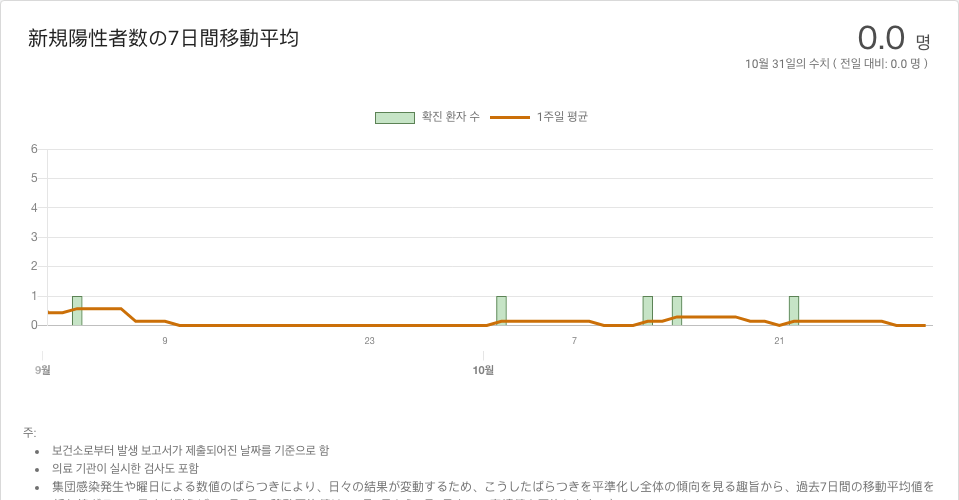 新規陽性者数の7日間移動平均
0.0 명
10월 31일의 수치 ( 전일 대비: 0.0 명 )
확진 환자 수
1주일 평균
6
5
4
3
2
1
0
9
23
7
21
9월
10월
주:
보건소로부터 발생 보고서가 제출되어진 날짜를 기준으로 함
의료 기관이 실시한 검사도 포함
集団感染発生や曜日による数値のばらつきにより、日々の結果が変動するため、こうしたばらつきを平準化し全体の傾向を見る趣旨から、過去7日間の移動平均値を